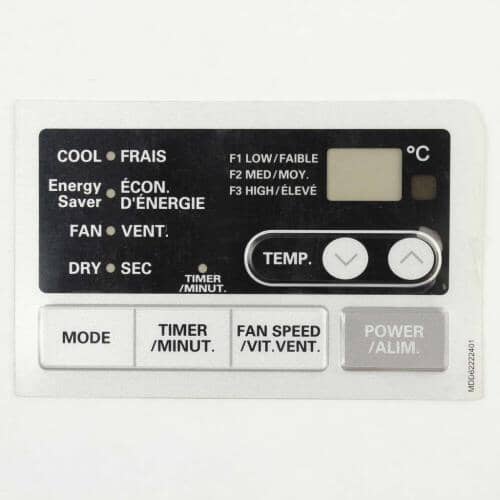 COOL FRAIS
Energy Saver ÉCON. D'ÉNERGIE
FAN VENT.
DRY SEC
TIMER
/MINUT.
F1 LOW/FAIBLE
F2 MED/MOY.
F3 HIGH/ÉLEVÉ
°C
TEMP.
MODE
TIMER
/MINUT.
FAN SPEED
/VIT.VENT.
POWER
/ALIM.
MDD62222401